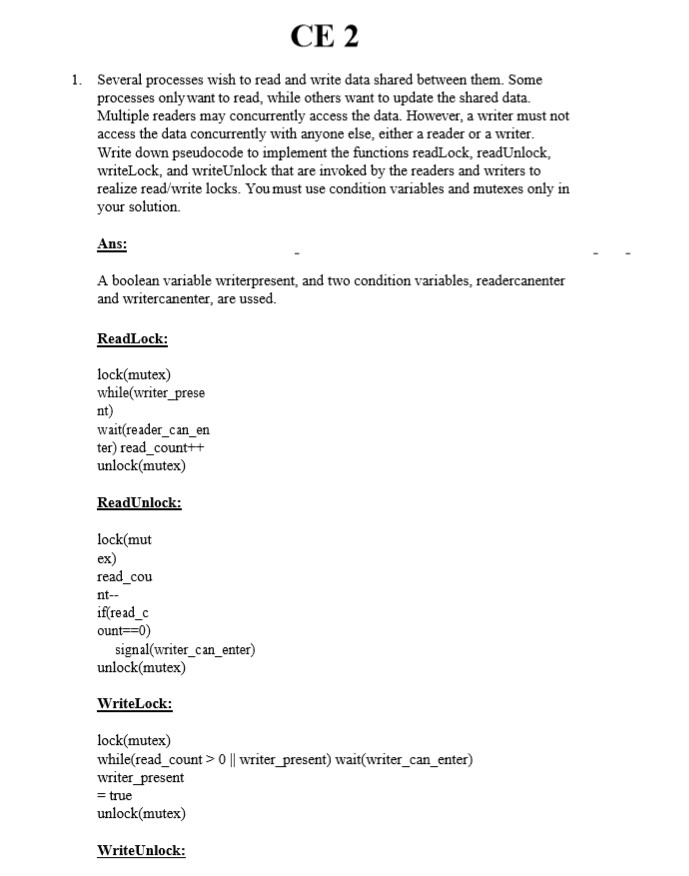 CE 2
1. Several processes wish to read and write data shared between them. Some
processes onlywant to read, while others want to update the shared data.
Multiple readers may concurrently access the data. However, a writer must not
access the data concurrently with anyone else, either a reader or a writer.
Write down pseudocode to implement the functions readLock, readUnlock,
writeLock, and writeUnlock that are invoked by the readers and writers to
realize read/write locks. You must use condition variables and mutexes only in
your solution.
Ans:
A boolean variable writerpresent, and two condition variables, readercanenter
and writercanenter, are ussed.
ReadLock:
lock(mutex)
while(writer_prese
nt)
wait(reader_can_en
ter) read_count++
unlock(mutex)
ReadUnlock:
lock(mut
ex)
read_cou
nt--
if(read_c
ount==0)
signal(writer_can_enter)
unlock(mutex)
WriteLock:
lock(mutex)
while(read_count > 0 || writer_present) wait(writer_can_enter)
writer_present
= true
unlock(mutex)
WriteUnlock: